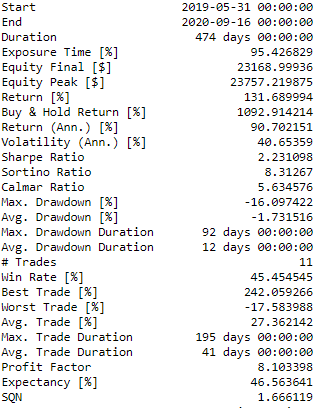 Start 2019-05-31 00:00:00
End 2020-09-16 00:00:00
Duration 474 days 00:00:00
Exposure Time [%] 95.426829
Equity Final [$] 23168.99936
Equity Peak [$] 23757.219875
Return [%] 131.689994
Buy & Hold Return [%] 1092.914214
Return (Ann.) [%] 90.702151
Volatility (Ann.) [%] 40.65359
Sharpe Ratio 2.231098
Sortino Ratio 8.31267
Calmar Ratio 5.634576
Max. Drawdown [%] -16.097422
Avg. Drawdown [%] -1.731516
Max. Drawdown Duration 92 days 00:00:00
Avg. Drawdown Duration 12 days 00:00:00
# Trades 11
Win Rate [%] 45.454545
Best Trade [%] 242.059266
Worst Trade [%] -17.583988
Avg. Trade [%] 27.362142
Max. Trade Duration 195 days 00:00:00
Avg. Trade Duration 41 days 00:00:00
Profit Factor 8.103398
Expectancy [%] 46.563641
SQN 1.666119